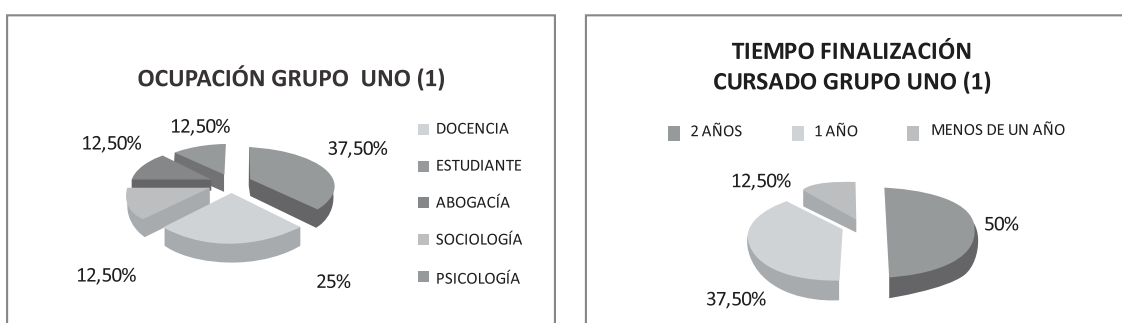 OCUPACIÓN GRUPO UNO (1)
12,50%
12,50%
37,50%
12,50%
25%
DOCENCIA
ESTUDIANTE
ABOGACÍA
SOCIOLOGÍA
PSICOLOGÍA
TIEMPO FINALIZACIÓN
CURSADO GRUPO UNO (1)
2 AÑOS
1 AÑO
MENOS DE UN AÑO
12,50%
50%
37,50%